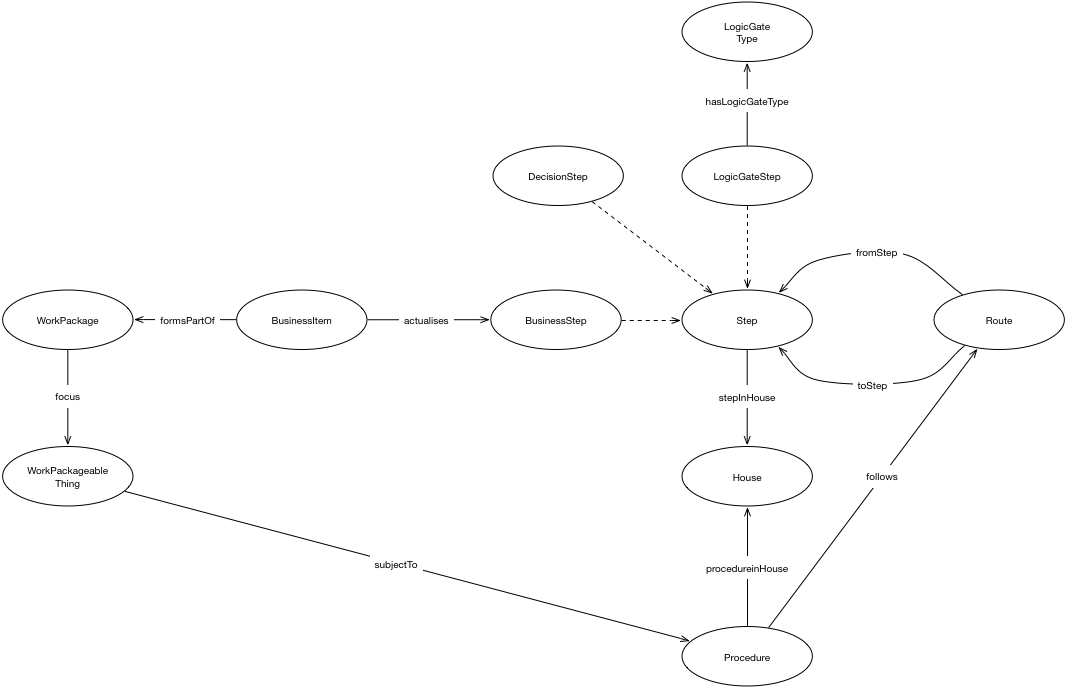 LogicGate
Type
hasLogicGateType
DecisionStep
LogicGateStep
fromStep
WorkPackage
formsPartOf
BusinessItem
actualises
BusinessStep
Step
Route
toStep
focus
stepInHouse
WorkPackageable
Thing
House
follows
subjectTo
procedureinHouse
Procedure